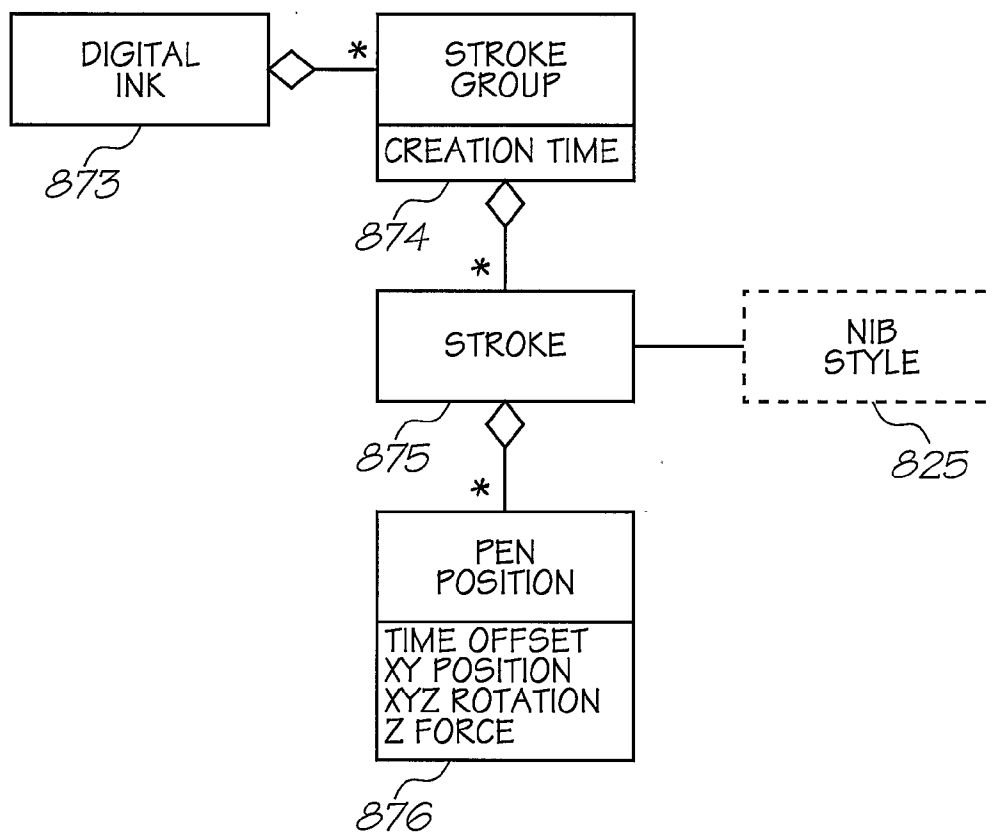 DIGITAL
INK
*
STROKE
GROUP
CREATION TIME
873
874
*
STROKE
NIB
STYLE
875
825
*
PEN
POSITION
TIME OFFSET
XY POSITION
XYZ ROTATION
Z FORCE
876